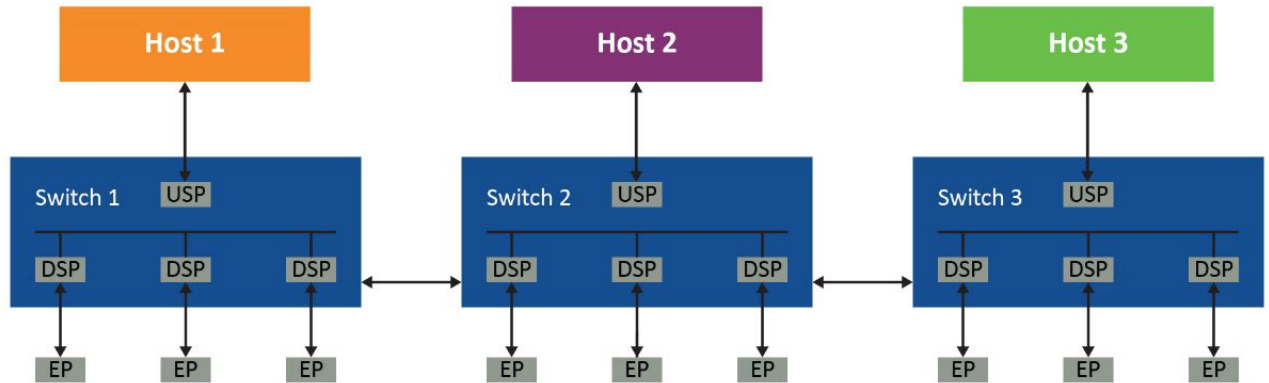 Host 1
Host 2
Host 3
Switch 1
USP
Switch 2
USP
Switch 3
USP
DSP DSP DSP
DSP DSP DSP
DSP DSP DSP
EP EP EP
EP EP EP
EP EP EP